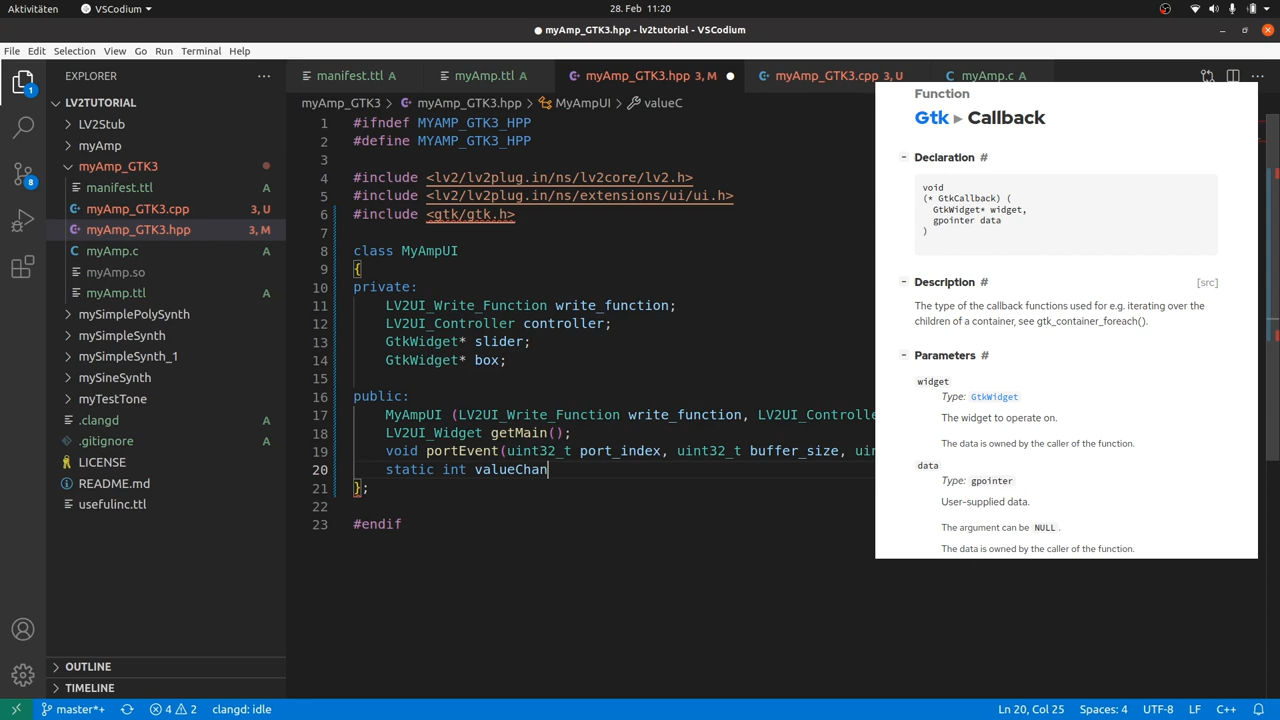 Aktivitäten
VSCodium
28. Feb 11:20
myAmp_GTK3.hpp - lv2tutorial - VSCodium
File Edit Selection View Go Run Terminal Help
EXPLORER
manifest.ttl A
myAmp.ttl A
myAmp_GTK3.hpp 3, M
myAmp_GTK3.cpp 3, U
myAmp.c A
myAmp_GTK3 > myAmp_GTK3.hpp > MyAmpUI > valueC
1
8
LV2TUTORIAL
LV2Stub
myAmp
myAmp_GTK3
manifest.ttl A
myAmp_GTK3.cpp 3, U
myAmp_GTK3.hpp 3, M
myAmp.c A
myAmp.so
myAmp.ttl A
mySimplePolySynth
mySimpleSynth
mySimpleSynth_1
mySineSynth
myTestTone
.clangd A
.gitignore A
LICENSE
README.md
usefulinc.ttl
OUTLINE
TIMELINE
1 #ifndef MYAMP_GTK3_HPP
2 #define MYAMP_GTK3_HPP
3
4 #include <lv2/lv2plug.in/ns/lv2core/lv2.h>
5 #include <lv2/lv2plug.in/ns/extensions/ui/ui.h>
6 #include <gtk/gtk.h>
7
8 class MyAmpUI
9 {
10 private:
11 LV2UI_Write_Function write_function;
12 LV2UI_Controller controller;
13 GtkWidget* slider;
14 GtkWidget* box;
15
16 public:
17 MyAmpUI (LV2UI_Write_Function write_function, LV2UI_Controlle
18 LV2UI_Widget getMain();
19 void portEvent(uint32_t port_index, uint32_t buffer_size, uin
20 static int valueChan
21 };
22
23 #endif
Function
Gtk ▸ Callback
− Declaration #
void
(* GtkCallback) (
GtkWidget* widget,
gpointer data
)
− Description # [src]
The type of the callback functions used for e.g. iterating over the
children of a container, see gtk_container_foreach().
− Parameters #
widget
Type: GtkWidget
The widget to operate on.
The data is owned by the caller of the function.
data
Type: gpointer
User-supplied data.
The argument can be NULL.
The data is owned by the caller of the function.
master*+ 4 2 clangd: idle
Ln 20, Col 25 Spaces: 4 UTF-8 LF C++